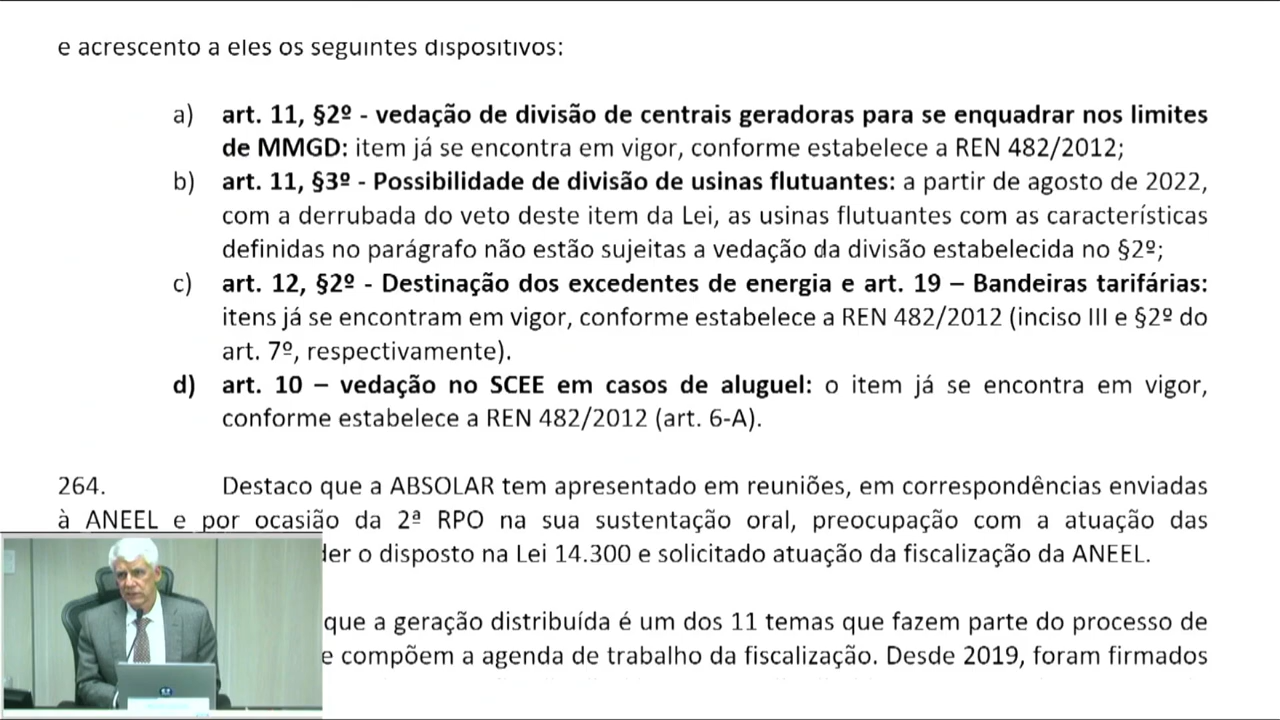 e acrescento a eles os seguintes dispositivos:
a) art. 11, §2º - vedação de divisão de centrais geradoras para se enquadrar nos limites
de MMGD: item já se encontra em vigor, conforme estabelece a REN 482/2012;
b) art. 11, §3º - Possibilidade de divisão de usinas flutuantes: a partir de agosto de 2022,
com a derrubada do veto deste item da Lei, as usinas flutuantes com as características
definidas no parágrafo não estão sujeitas a vedação da divisão estabelecida no §2º;
c) art. 12, §2º - Destinação dos excedentes de energia e art. 19 – Bandeiras tarifárias:
itens já se encontram em vigor, conforme estabelece a REN 482/2012 (inciso III e §2º do
art. 7º, respectivamente).
d) art. 10 – vedação no SCEE em casos de aluguel: o item já se encontra em vigor,
conforme estabelece a REN 482/2012 (art. 6-A).
264. Destaco que a ABSOLAR tem apresentado em reuniões, em correspondências enviadas
à ANEEL e por ocasião da 2ª RPO na sua sustentação oral, preocupação com a atuação das
der o disposto na Lei 14.300 e solicitado atuação da fiscalização da ANEEL.
que a geração distribuída é um dos 11 temas que fazem parte do processo de
e compõem a agenda de trabalho da fiscalização. Desde 2019, foram firmados